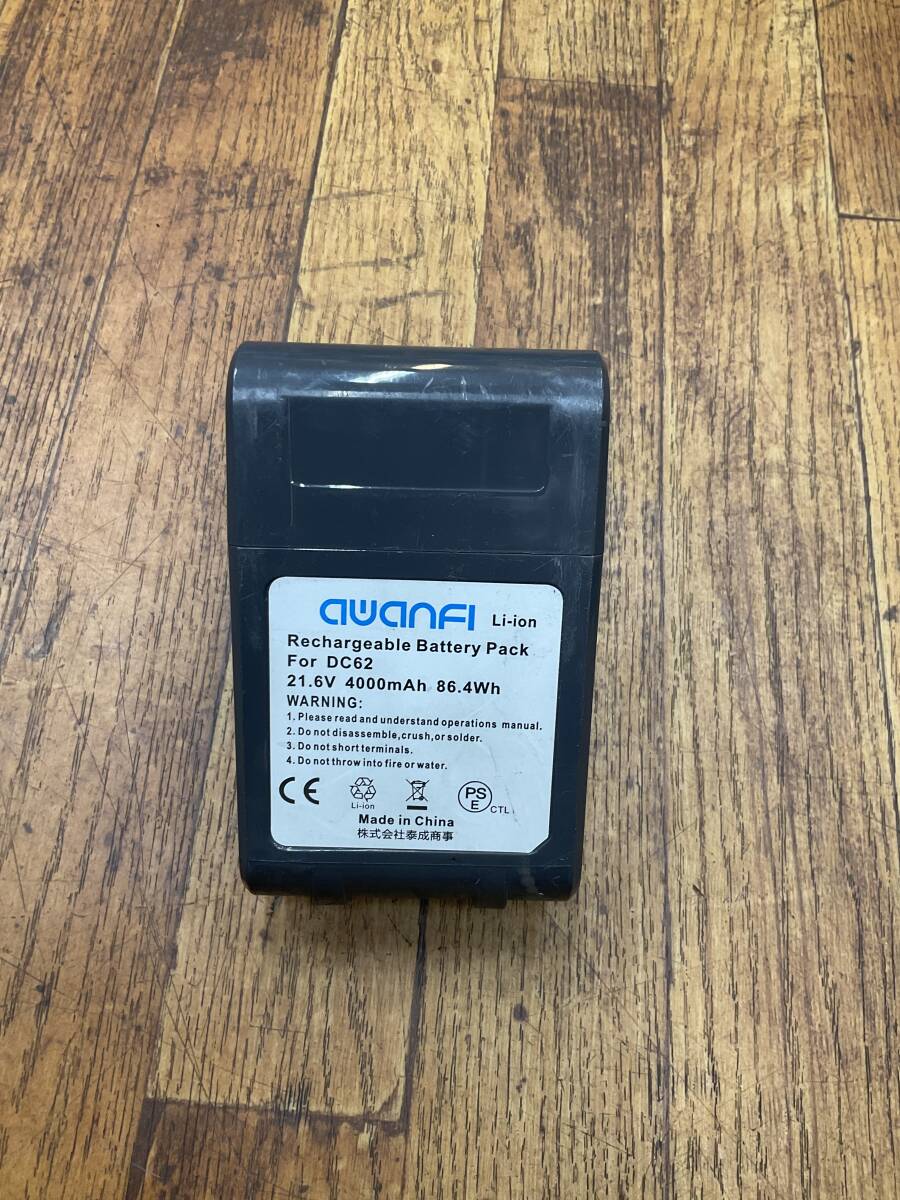 awanfi Li-ion
Rechargeable Battery Pack
For DC62
21.6V 4000mAh 86.4Wh
WARNING:
1. Please read and understand operations manual.
2. Do not disassemble,crush,or solder.
3. Do not short terminals.
4. Do not throw into fire or water.
CE Li-ion PSE CTL
Made in China
株式会社泰成商事